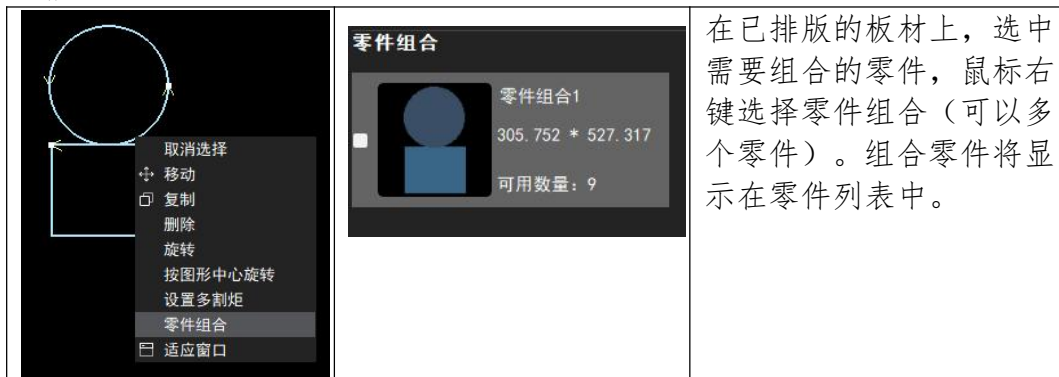 取消选择
移动
复制
删除
旋转
按图形中心旋转
设置多割炬
零件组合
适应窗口
零件组合
零件组合1
305.752 * 527.317
可用数量：9
在已排版的板材上，选中
需要组合的零件，鼠标右
键选择零件组合（可以多
个零件）。组合零件将显
示在零件列表中。